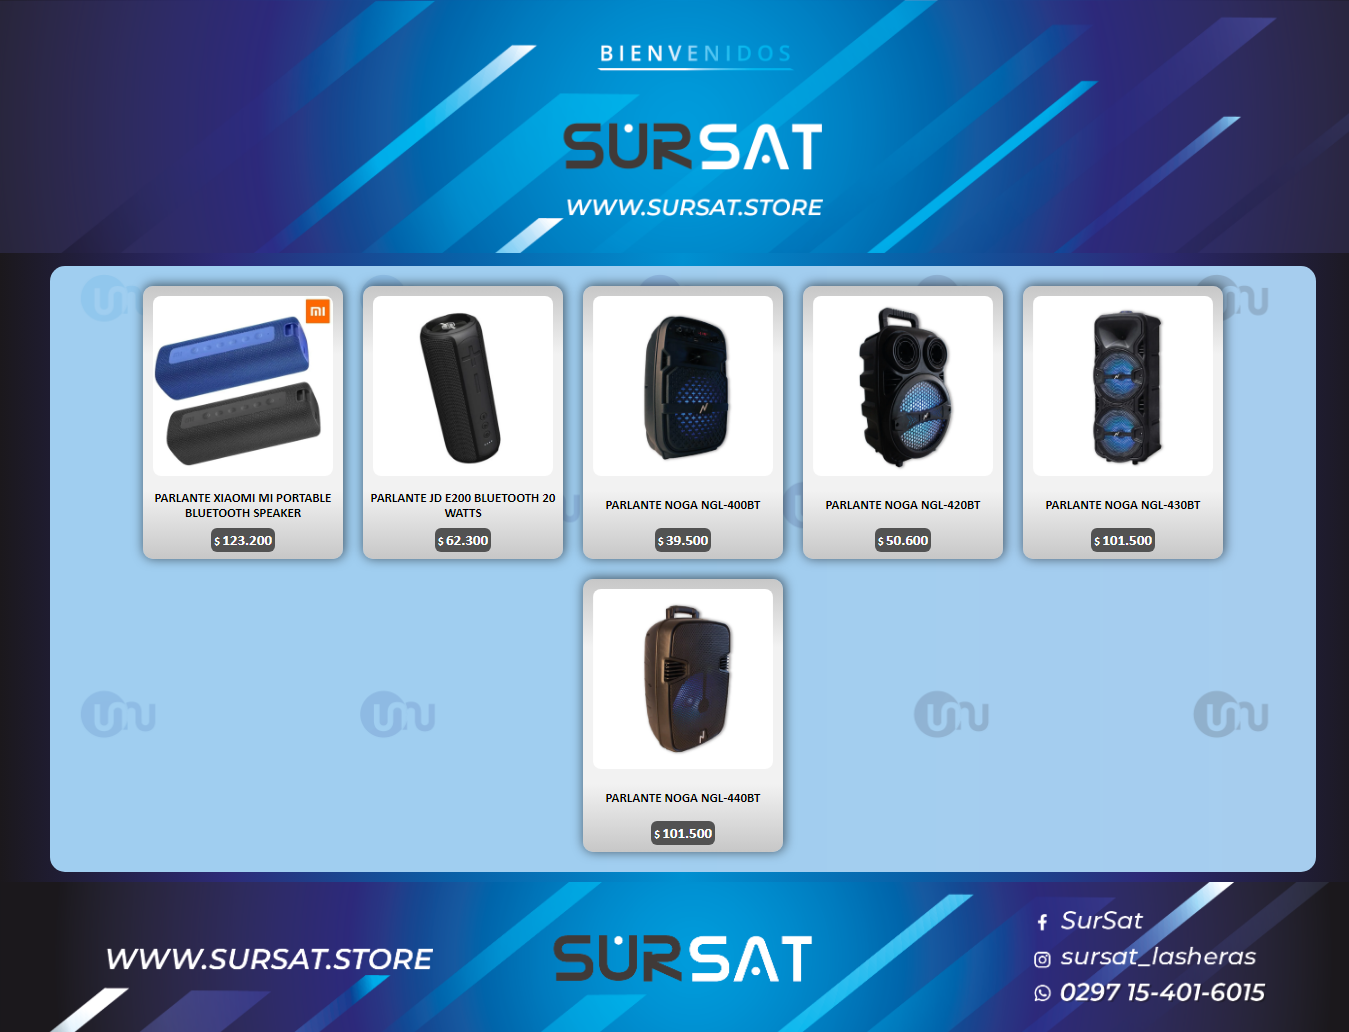 BIENVENIDOS
SURSAT
WWW.SURSAT.STORE
mi
PARLANTE XIAOMI MI PORTABLE
BLUETOOTH SPEAKER
$ 123.200
PARLANTE JD E200 BLUETOOTH 20
WATTS
$ 62.300
PARLANTE NOGA NGL-400BT
$ 39.500
PARLANTE NOGA NGL-420BT
$ 50.600
PARLANTE NOGA NGL-430BT
$ 101.500
PARLANTE NOGA NGL-440BT
$ 101.500
WWW.SURSAT.STORE
SURSAT
SurSat
sursat_lasheras
0297 15-401-6015